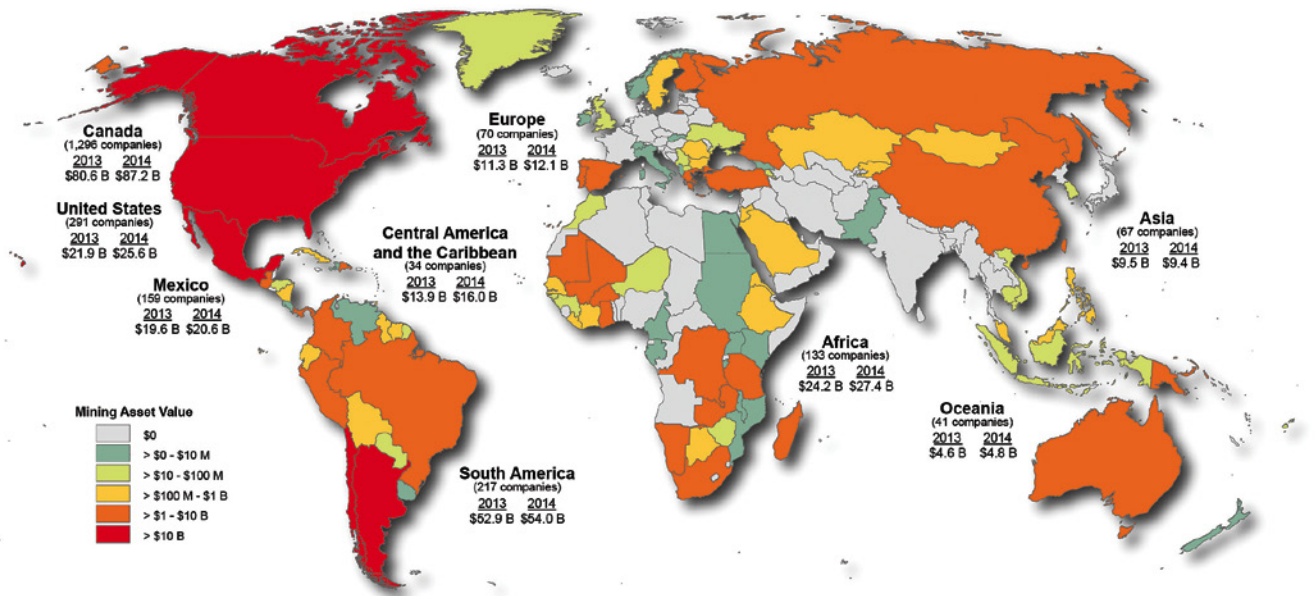 Canada
(1,296 companies)
2013 2014
$80.6 B $87.2 B
United States
(291 companies)
2013 2014
$21.9 B $25.6 B
Mexico
(159 companies)
2013 2014
$19.6 B $20.6 B
Central America
and the Caribbean
(34 companies)
2013 2014
$13.9 B $16.0 B
Europe
(70 companies)
2013 2014
$11.3 B $12.1 B
Asia
(67 companies)
2013 2014
$9.5 B $9.4 B
Africa
(133 companies)
2013 2014
$24.2 B $27.4 B
Oceania
(41 companies)
2013 2014
$4.6 B $4.8 B
South America
(217 companies)
2013 2014
$52.9 B $54.0 B
Mining Asset Value
$0
> $0 - $10 M
> $10 - $100 M
> $100 M - $1 B
> $1 - $10 B
> $10 B